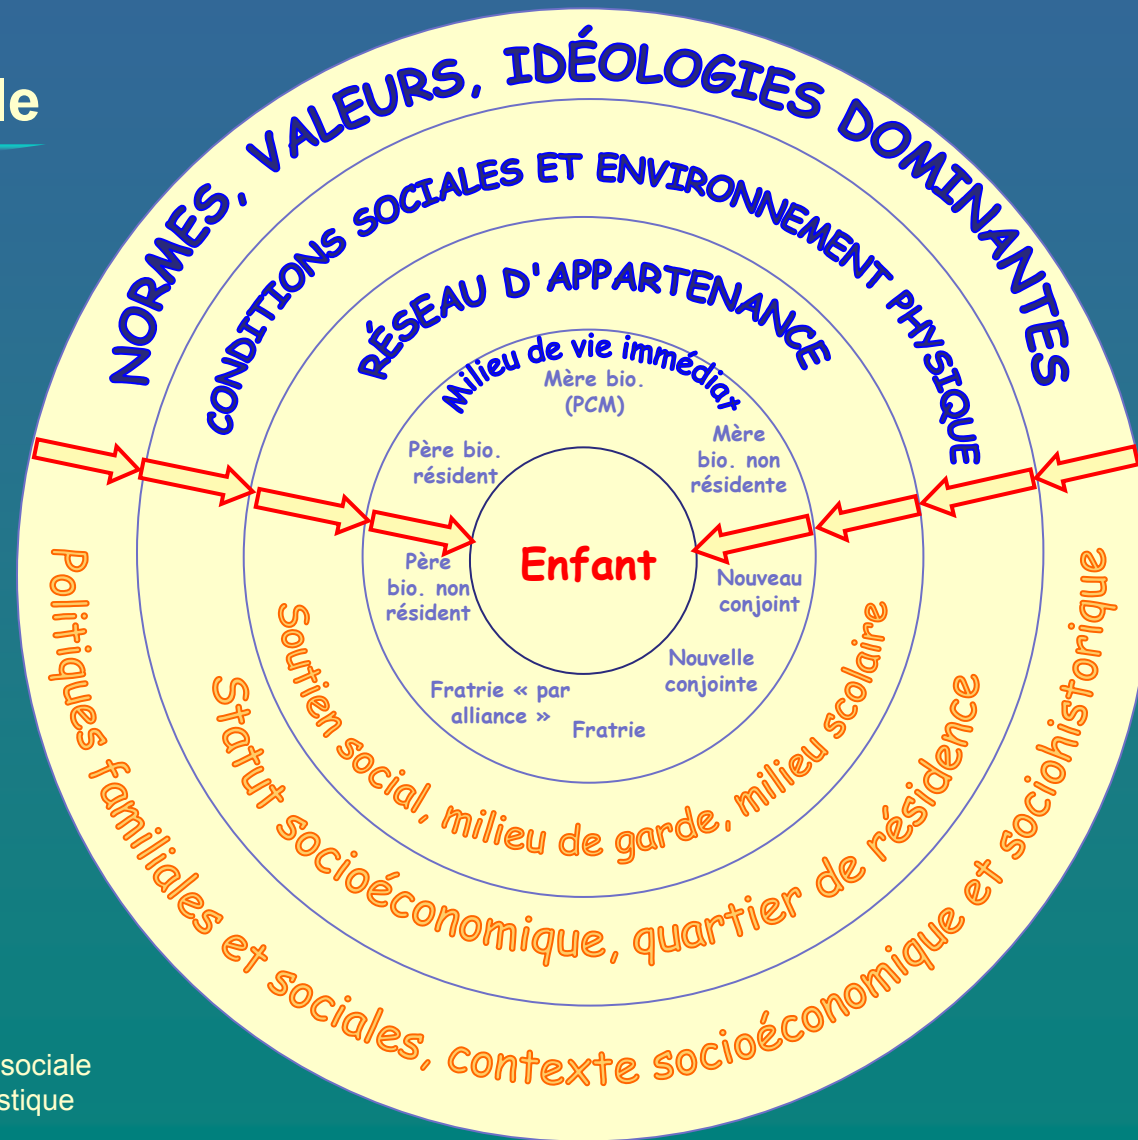 NORMES, VALEURS, IDÉOLOGIES DOMINANTES
CONDITIONS SOCIALES ET ENVIRONNEMENT PHYSIQUE
RÉSEAU D'APPARTENANCE
Milieu de vie immédiat
Mère bio.
(PCM)
Père bio.
résident
Mère
bio. non
résidente
Enfant
Père
bio. non
résident
Nouveau
conjoint
Nouvelle
conjointe
Fratrie « par
alliance »
Fratrie
Soutien social, milieu de garde, milieu scolaire
Statut socioéconomique, quartier de résidence
Politiques familiales et sociales, contexte socioéconomique et sociohistorique
sociale